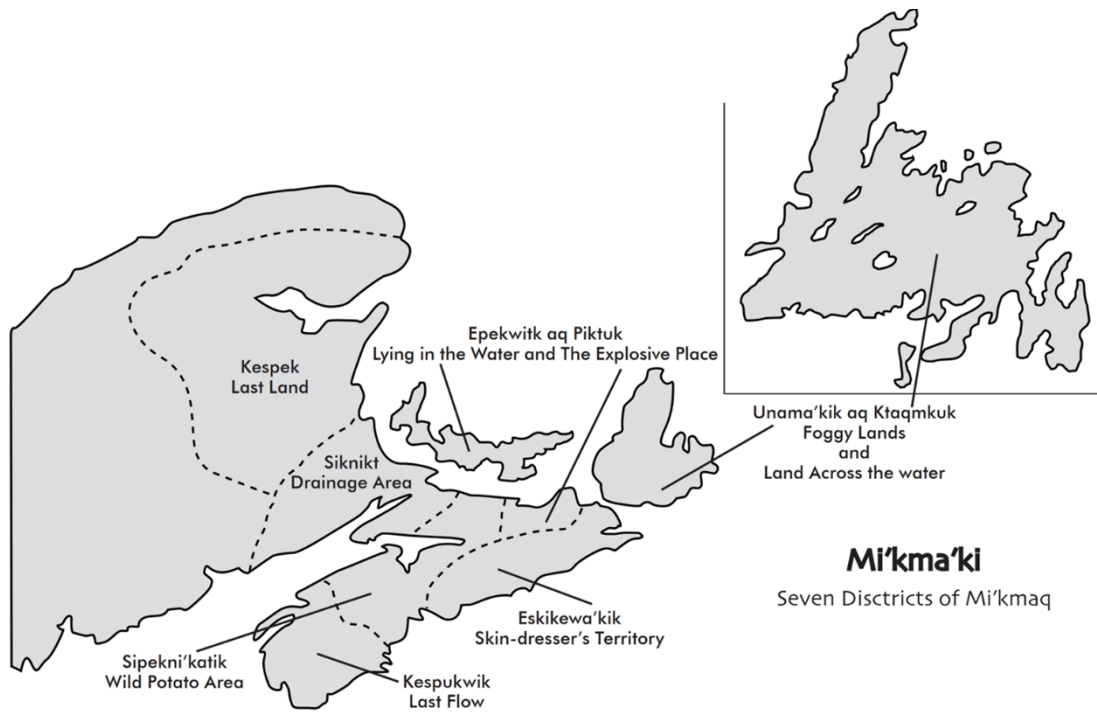 Epekwitk aq Piktuk
Lying in the Water and The Explosive Place
Kespek
Last Land
Unama'kik aq Ktaqmkuk
Foggy Lands
and
Land Across the water
Siknikt
Drainage Area
Mi'kma'ki
Seven Disctricts of Mi'kmaq
Eskikewa'kik
Skin-dresser's Territory
Sipekni'katik
Wild Potato Area
Kespukwik
Last Flow